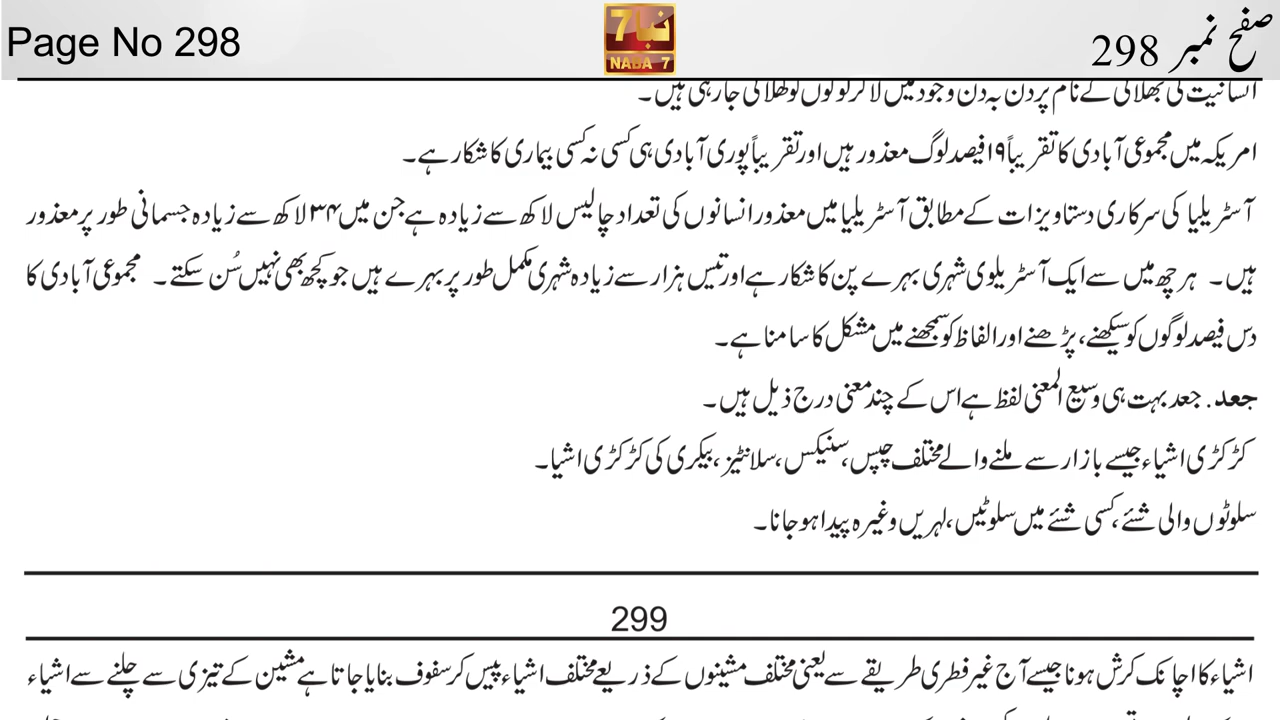 Page No 298
نبا 7
NABA 7
صفحہ نمبر 298
انسانیت کی بھلائی کے نام پر دن بہ دن وجود میں لا کر لوگوں کو کھلائی جا رہی ہیں۔
امریکہ میں مجموعی آبادی کا تقریباً ۱۹ فیصد لوگ معذور ہیں اور تقریباً پوری آبادی ہی کسی نہ کسی بیماری کا شکار ہے۔
آسٹریلیا کی سرکاری دستاویزات کے مطابق آسٹریلیا میں معذور انسانوں کی تعداد چالیس لاکھ سے زیادہ ہے جن میں ۳۴ لاکھ سے زیادہ جسمانی طور پر معذور
ہیں۔ ہر چھ میں سے ایک آسٹریلوی شہری بہرے پن کا شکار ہے اور تیس ہزار سے زیادہ شہری مکمل طور پر بہرے ہیں جو کچھ بھی نہیں سُن سکتے۔ مجموعی آبادی کا
دس فیصد لوگوں کو سیکھنے، پڑھنے اور الفاظ کو سمجھنے میں مشکل کا سامنا ہے۔
جعد. جعد بہت ہی وسیع المعنی لفظ ہے اس کے چند معنی درج ذیل ہیں۔
کڑکڑی اشیاء جیسے بازار سے ملنے والے مختلف چپس، سنیکس، سلانٹیز، بیکری کی کڑکڑی اشیا۔
سلوٹوں والی شئے، کسی شئے میں سلوٹیں، لہریں وغیرہ پیدا ہو جانا۔
299
اشیاء کا اچانک کرش ہونا جیسے آج غیر فطری طریقے سے یعنی مختلف مشینوں کے ذریعے مختلف اشیاء پیس کر سفوف بنایا جاتا ہے مشین کے تیزی سے چلنے سے اشیاء